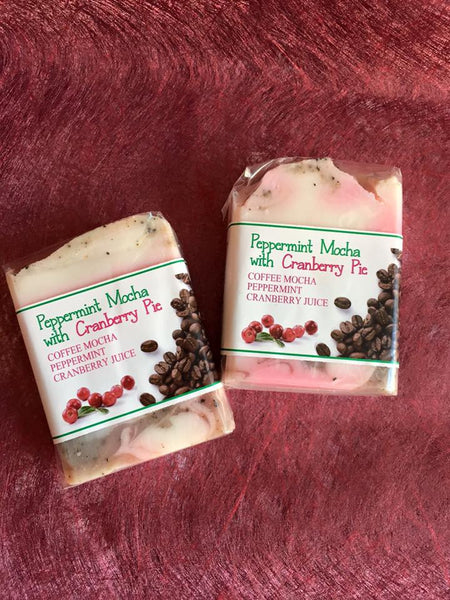 Peppermint Mocha
with Cranberry Pie
COFFEE MOCHA
PEPPERMINT
CRANBERRY JUICE
Peppermint Mocha
with Cranberry Pie
COFFEE MOCHA
PEPPERMINT
CRANBERRY JUICE